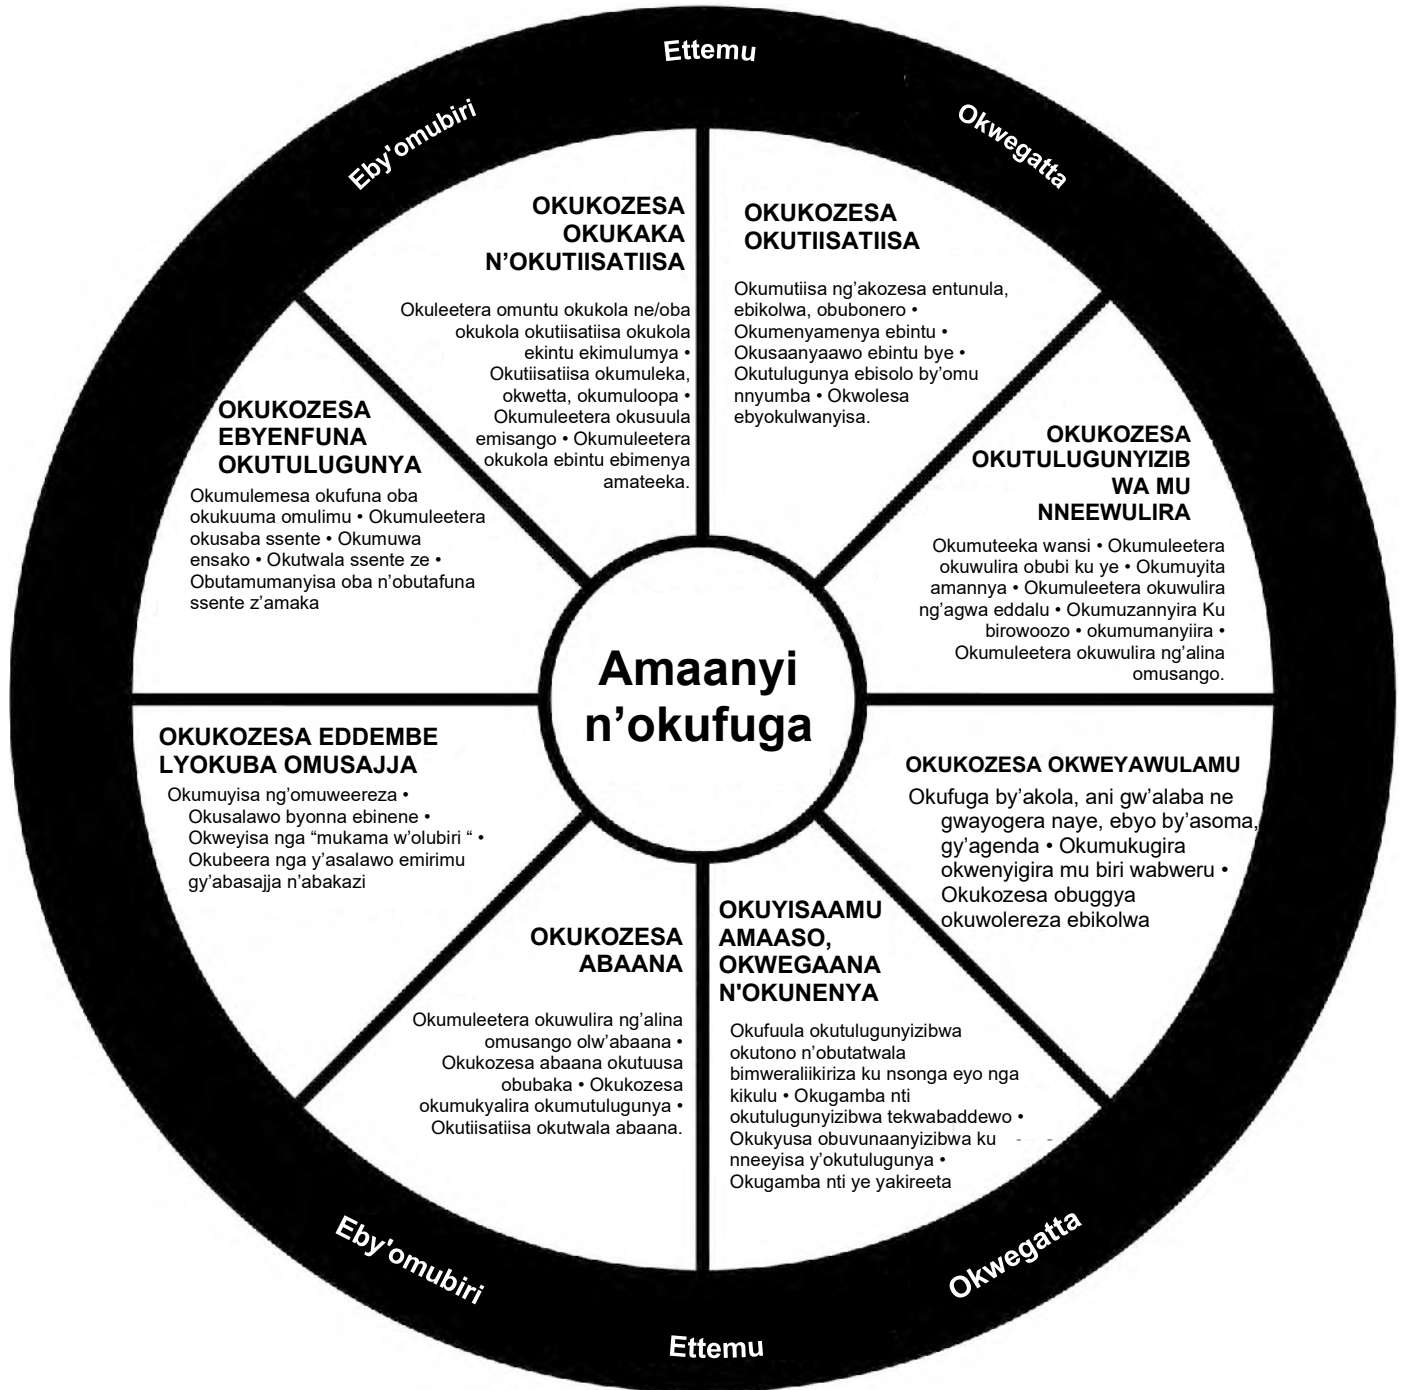 Ettemu
Eby'omubiri
Okwegatta
OKUKOZESA
OKUKAKA
N’OKUTIISATIISA
Okuleetera omuntu okukola ne/oba
okukola okutiisatiisa okukola
ekintu ekimulumya •
Okutiisatiisa okumuleka,
okwetta, okumuloopa •
Okumuleetera okusuula
emisango • Okumuleetera
okukola ebintu ebimenya
amateeka.
OKUKOZESA
OKUTIISATIISA
Okumutiisa ng’akozesa entunula,
ebikolwa, obubonero •
Okumenyamenya ebintu •
Okusaanyaawo ebintu bye •
Okutulugunya ebisolo by’omu
nnyumba • Okwolesa
ebyokulwanyisa.
OKUKOZESA
EBYENFUNA
OKUTULUGUNYA
Okumulemesa okufuna oba
okukuuma omulimu • Okumuleetera
okusaba ssente • Okumuwa
ensako • Okutwala ssente ze •
Obutamumanyisa oba n’obutafuna
ssente z’amaka
OKUKOZESA
OKUTULUGUNYIZIB
WA MU
NNEEWULIRA
Okumuteeka wansi • Okumuleetera
okuwulira obubi ku ye • Okumuyita
amannya • Okumuleetera okuwulira
ng’agwa eddalu • Okumuzannyira Ku
birowoozo • okumumanyiira •
Okumuleetera okuwulira ng’alina
omusango.
Amaanyi
n’okufuga
OKUKOZESA EDDEMBE
LYOKUBA OMUSAJJA
Okumuyisa ng’omuweereza •
Okusalawo byonna ebinene •
Okweyisa nga “mukama w’olubiri “ •
Okubeera nga y’asalawo emirimu
gy’abasajja n’abakazi
OKUKOZESA OKWEYAWULAMU
Okufuga by’akola, ani gw’alaba ne
gwayogera naye, ebyo by’asoma,
gy’agenda • Okumukugira
okwenyigira mu biri wabweru •
Okukozesa obuggya
okuwolereza ebikolwa
OKUKOZESA
ABAANA
Okumuleetera okuwulira ng’alina
omusango olw’abaana •
Okukozesa abaana okutuusa
obubaka • Okukozesa
okumukyalira okumutulugunya •
Okutiisatiisa okutwala abaana.
OKUYISAAMU
AMAASO,
OKWEGAANA
N'OKUNENYA
Okufuula okutulugunyizibwa
okutono n’obutatwala
bimweraliikiriza ku nsonga eyo nga
kikulu • Okugamba nti
okutulugunyizibwa tekwabaddewo •
Okukyusa obuvunaanyizibwa ku
nneeyisa y’okutulugunya •
Okugamba nti ye yakireeta
Eby'omubiri
Okwegatta
Ettemu